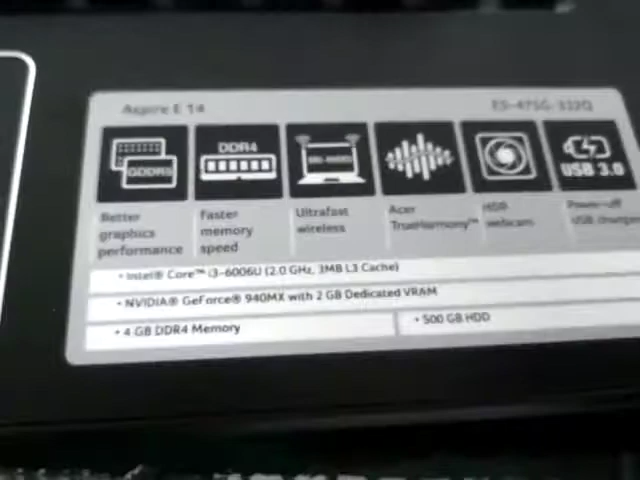 Aspire E 14
E5-475G-332Q
GDDR5
DDR4
USB 3.0
Better graphics performance
Faster memory speed
Ultrafast wireless
Acer TrueHarmony™
HDR webcam
Power-off USB charging
• Intel® Core™ i3-6006U (2.0 GHz, 3MB L3 Cache)
• NVIDIA® GeForce® 940MX with 2 GB Dedicated VRAM
• 4 GB DDR4 Memory
• 500 GB HDD